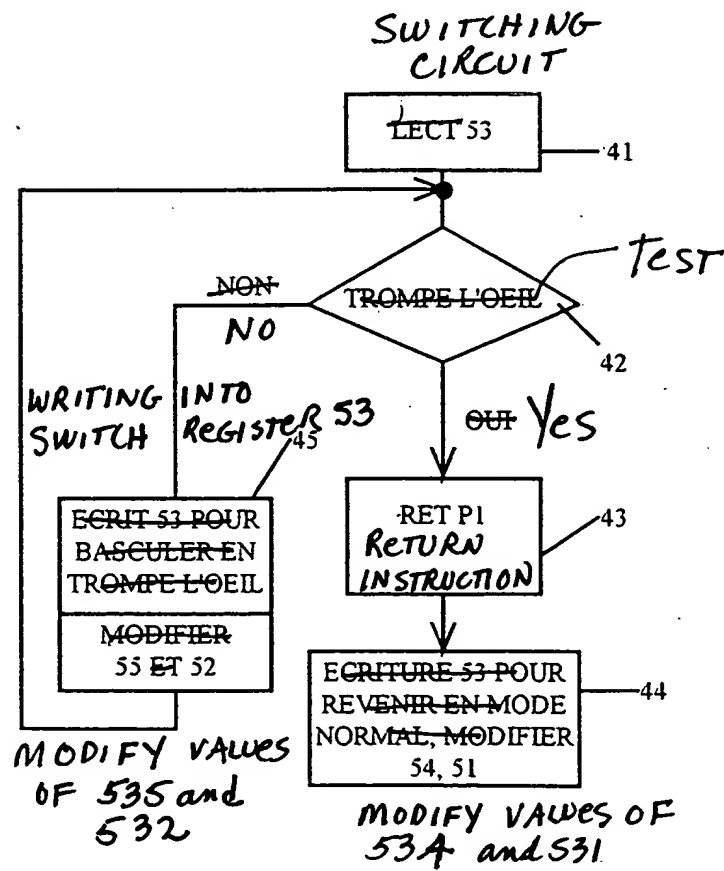 SWITCHING
CIRCUIT
LECT 53
41
TROMPE L'OEIL
TEST
42
NON
NO
OUI Yes
WRITING INTO
SWITCH REGISTER 53
45
ECRIT 53 POUR
BASCULER EN
TROMPE L'OEIL
MODIFIER
55 ET 52
MODIFY VALUES
OF 535 and
532
RET P1
RETURN
INSTRUCTION
43
ECRITURE 53 POUR
REVENIR EN MODE
NORMAL, MODIFIER
54, 51
44
MODIFY VALUES OF
534 and 531